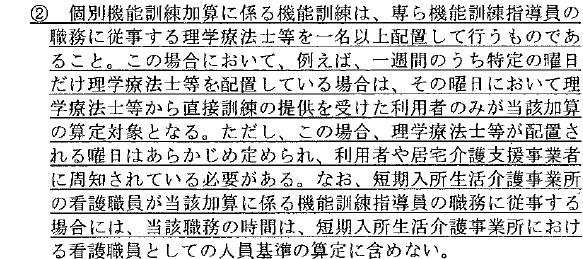 ② 個別機能訓練加算に係る機能訓練は、専ら機能訓練指導員の
職務に従事する理学療法士等を一名以上配置して行うものであ
ること。この場合において、例えば、一週間のうち特定の曜日
だけ理学療法士等を配置している場合は、その曜日において理
学療法士等から直接訓練の提供を受けた利用者のみが当該加算
の算定対象となる。ただし、この場合、理学療法士等が配置さ
れる曜日はあらかじめ定められ、利用者や居宅介護支援事業者
に周知されている必要がある。なお、短期入所生活介護事業所
の看護職員が当該加算に係る機能訓練指導員の職務に従事する
場合には、当該職務の時間は、短期入所生活介護事業所におけ
る看護職員としての人員基準の算定に含めない。